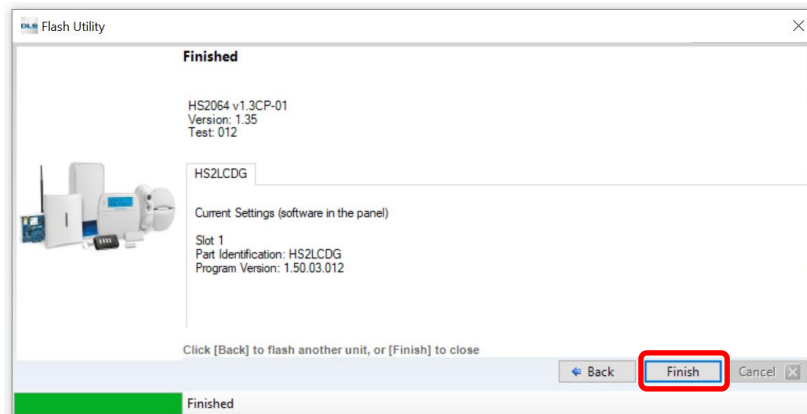 DLS Flash Utility
Finished
HS2064 v1.3CP-01
Version: 1.35
Test: 012
HS2LCDG
Current Settings (software in the panel)
Slot 1
Part Identification: HS2LCDG
Program Version: 1.50.03.012
Click [Back] to flash another unit, or [Finish] to close
Back Finish Cancel
Finished